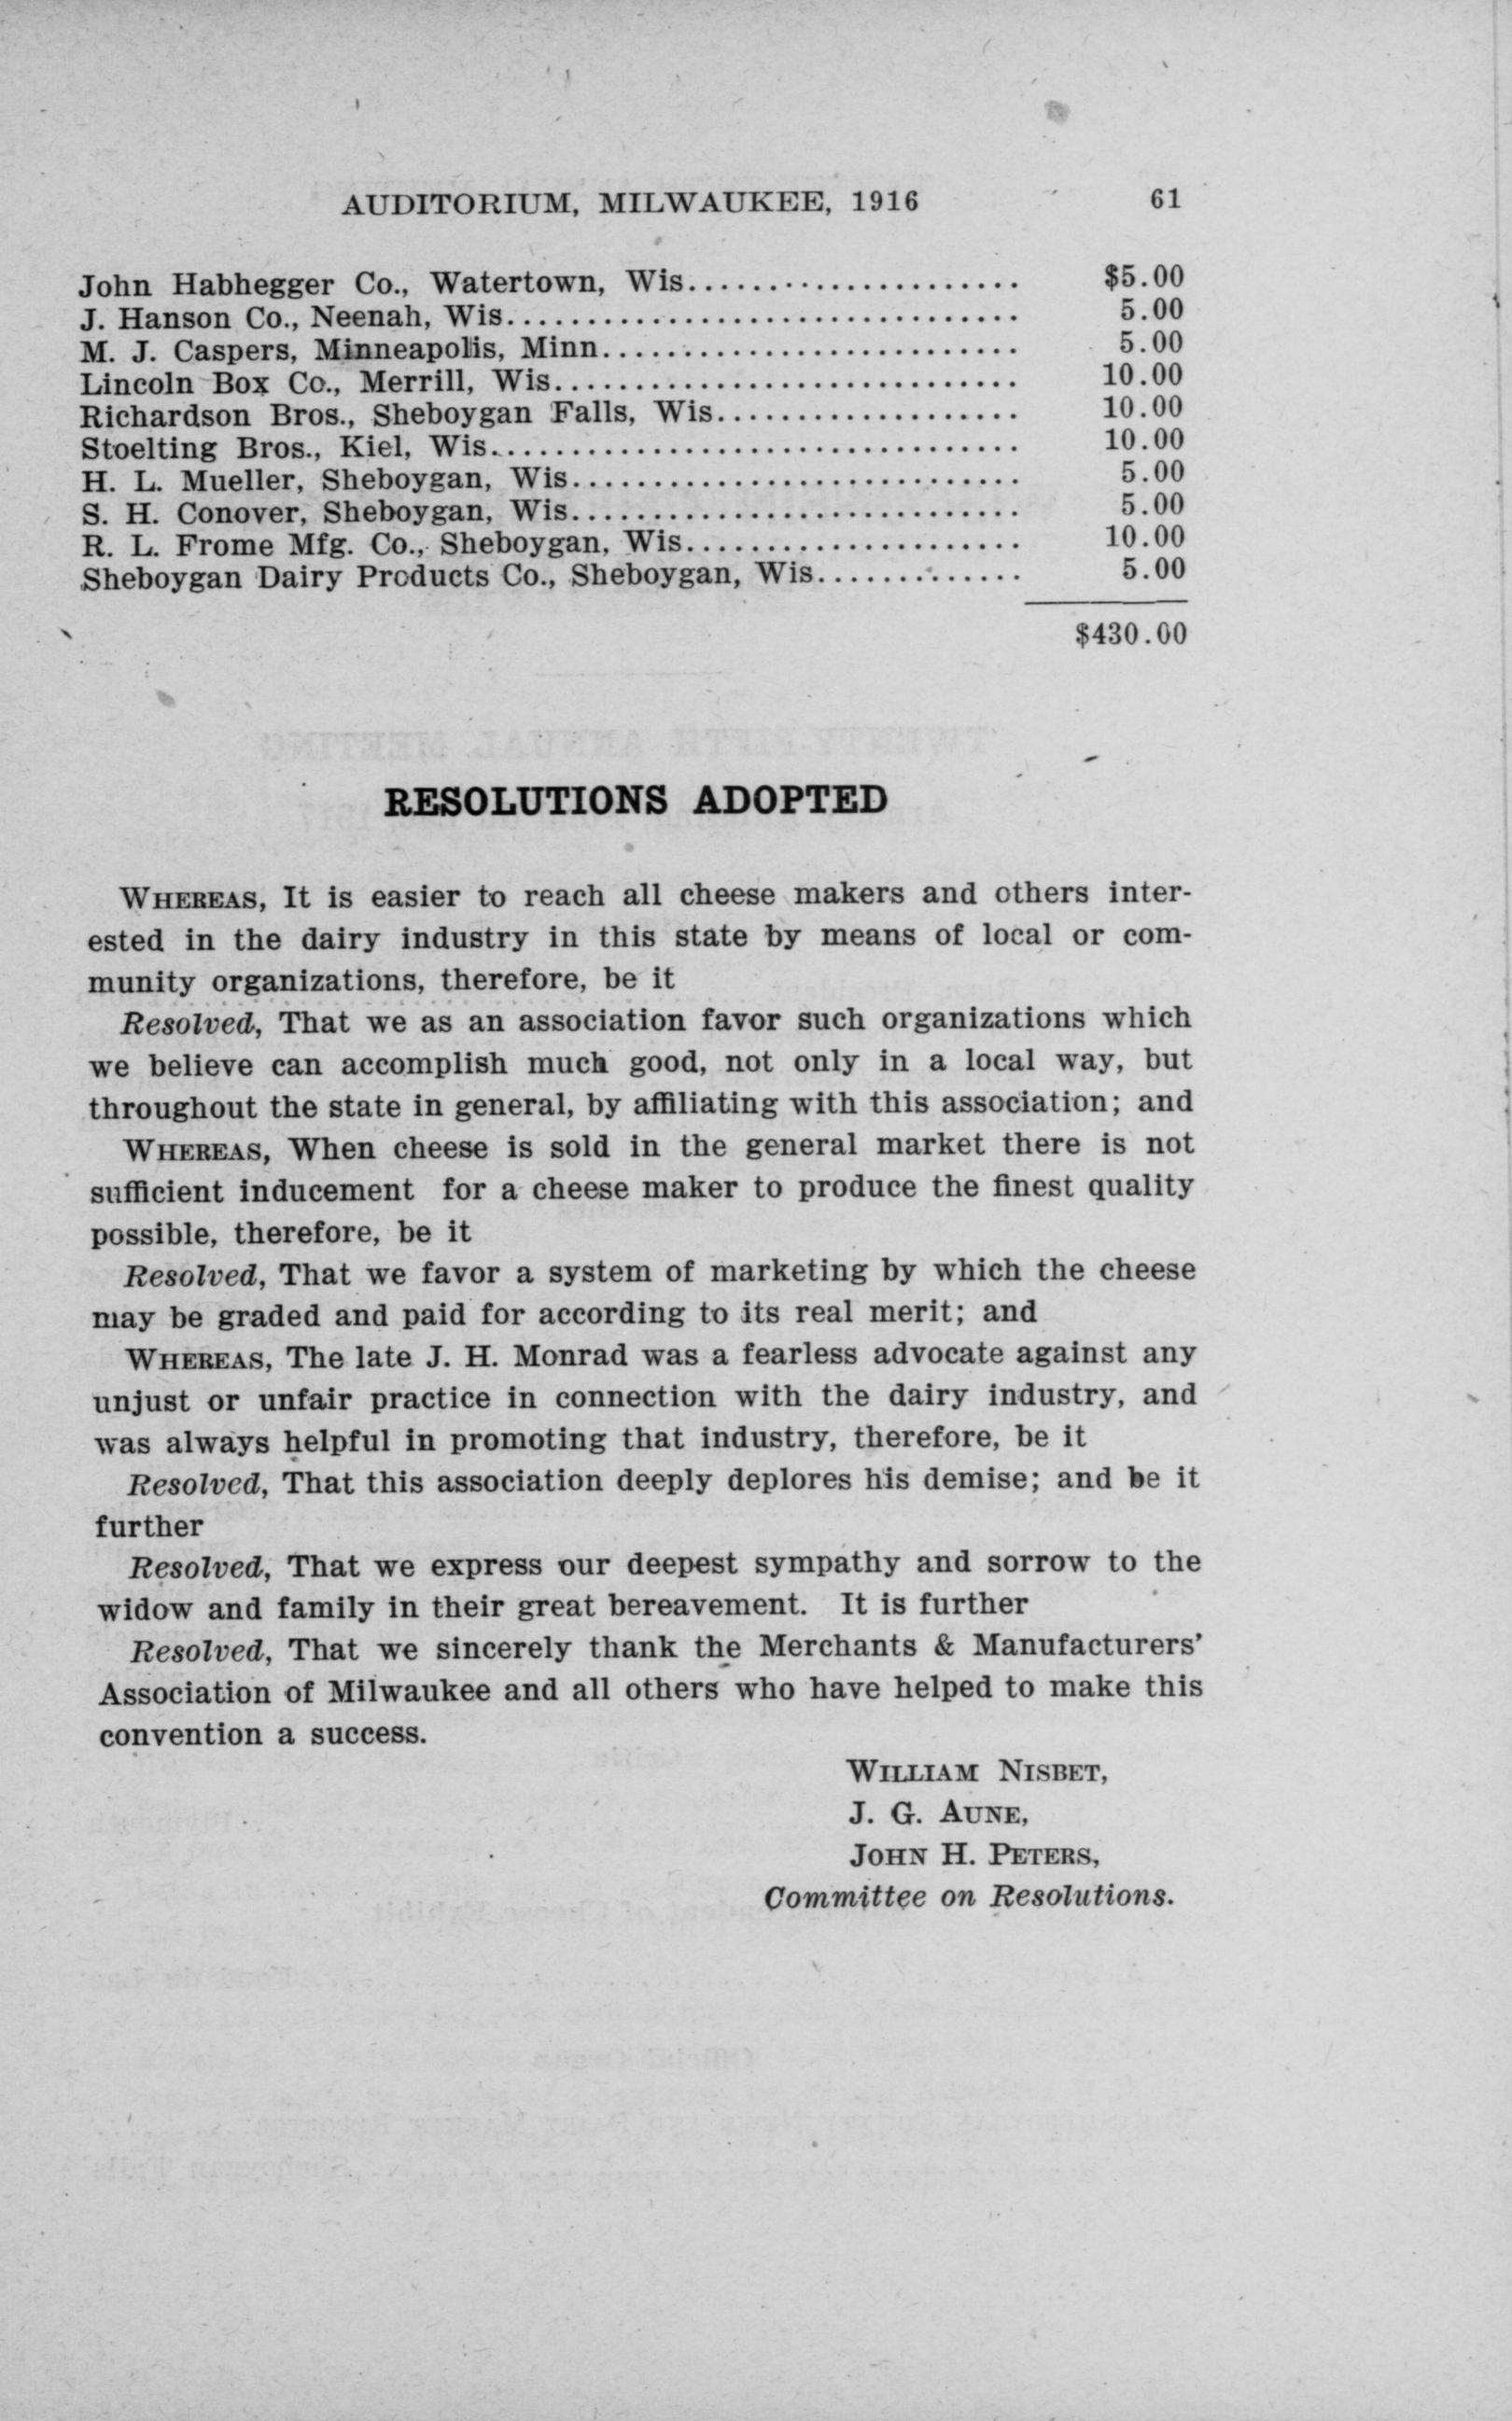 AUDITORIUM, MILWAUKEE, 1916 61
John Habhegger Co., Watertown, Wis..................... $5.00
J. Hanson Co., Neenah, Wis................................ 5.00
M. J. Caspers, Minneapolis, Minn.......................... 5.00
Lincoln Box Co., Merrill, Wis............................. 10.00
Richardson Bros., Sheboygan Falls, Wis................... 10.00
Stoelting Bros., Kiel, Wis................................. 10.00
H. L. Mueller, Sheboygan, Wis............................ 5.00
S. H. Conover, Sheboygan, Wis............................ 5.00
R. L. Frome Mfg. Co., Sheboygan, Wis..................... 10.00
Sheboygan Dairy Products Co., Sheboygan, Wis............. 5.00
$430.00
RESOLUTIONS ADOPTED
WHEREAS, It is easier to reach all cheese makers and others inter-
ested in the dairy industry in this state by means of local or com-
munity organizations, therefore, be it
Resolved, That we as an association favor such organizations which
we believe can accomplish much good, not only in a local way, but
throughout the state in general, by affiliating with this association; and
WHEREAS, When cheese is sold in the general market there is not
sufficient inducement for a cheese maker to produce the finest quality
possible, therefore, be it
Resolved, That we favor a system of marketing by which the cheese
may be graded and paid for according to its real merit; and
WHEREAS, The late J. H. Monrad was a fearless advocate against any
unjust or unfair practice in connection with the dairy industry, and
was always helpful in promoting that industry, therefore, be it
Resolved, That this association deeply deplores his demise; and be it
further
Resolved, That we express our deepest sympathy and sorrow to the
widow and family in their great bereavement. It is further
Resolved, That we sincerely thank the Merchants & Manufacturers'
Association of Milwaukee and all others who have helped to make this
convention a success.
WILLIAM NISBET,
J. G. AUNE,
JOHN H. PETERS,
Committee on Resolutions.